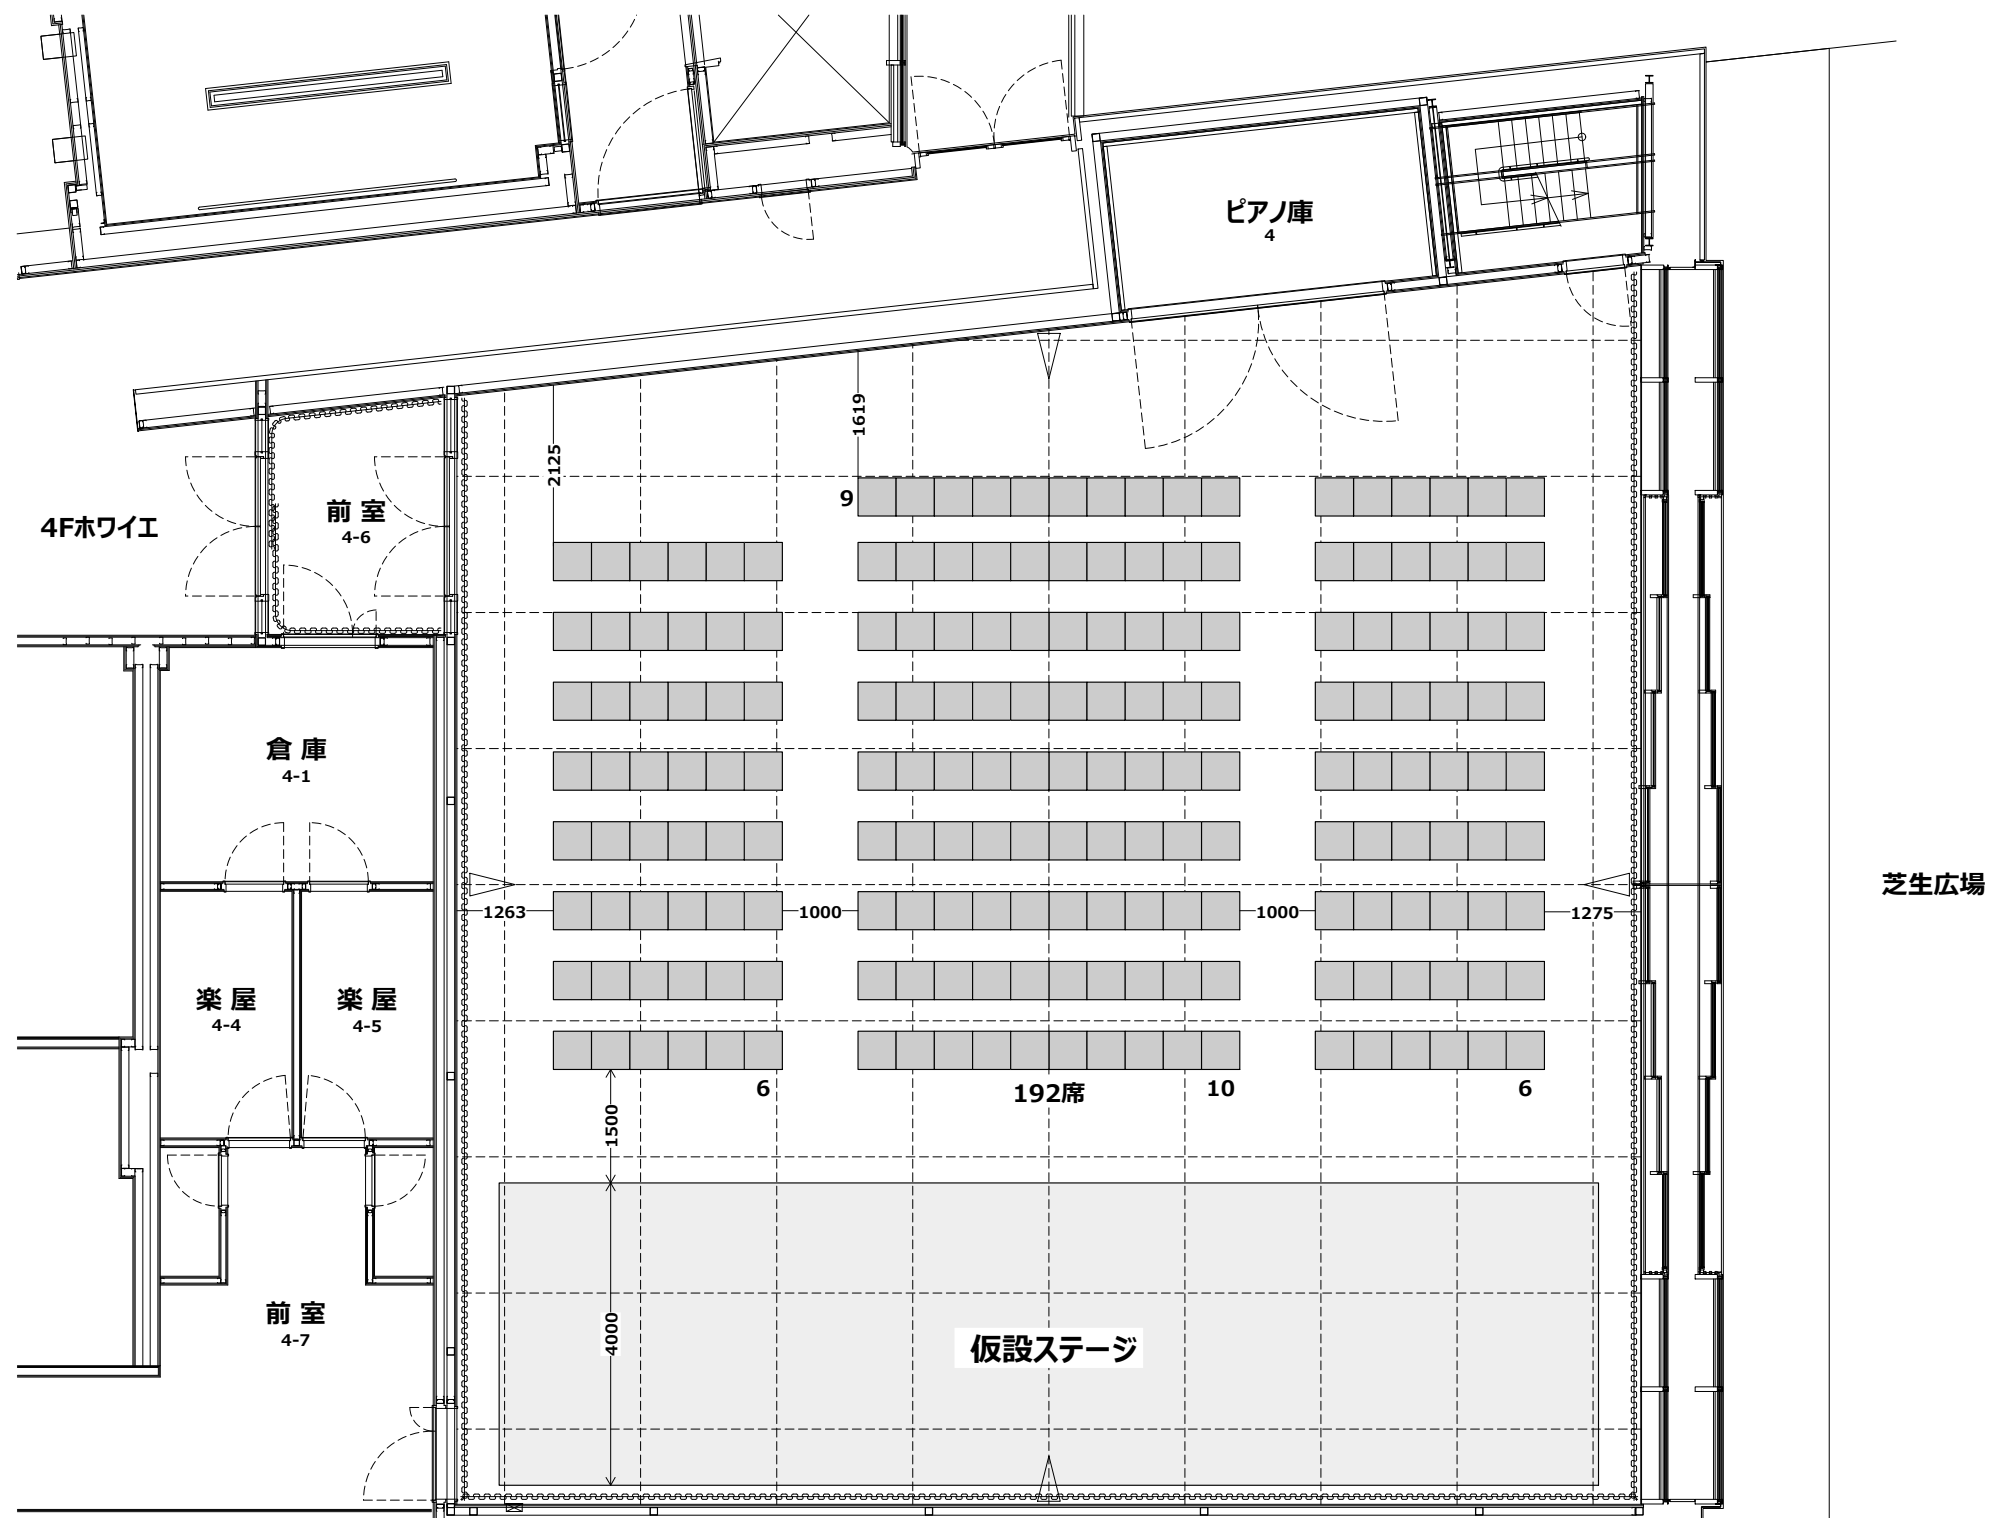 ピアノ庫
4
1619
2125
9
前 室
4-6
4Fホワイエ
倉 庫
4-1
芝生広場
1263
1000
1000
1275
楽 屋
4-4
楽 屋
4-5
6
192席
10
6
1500
前 室
4-7
4000
仮設ステージ